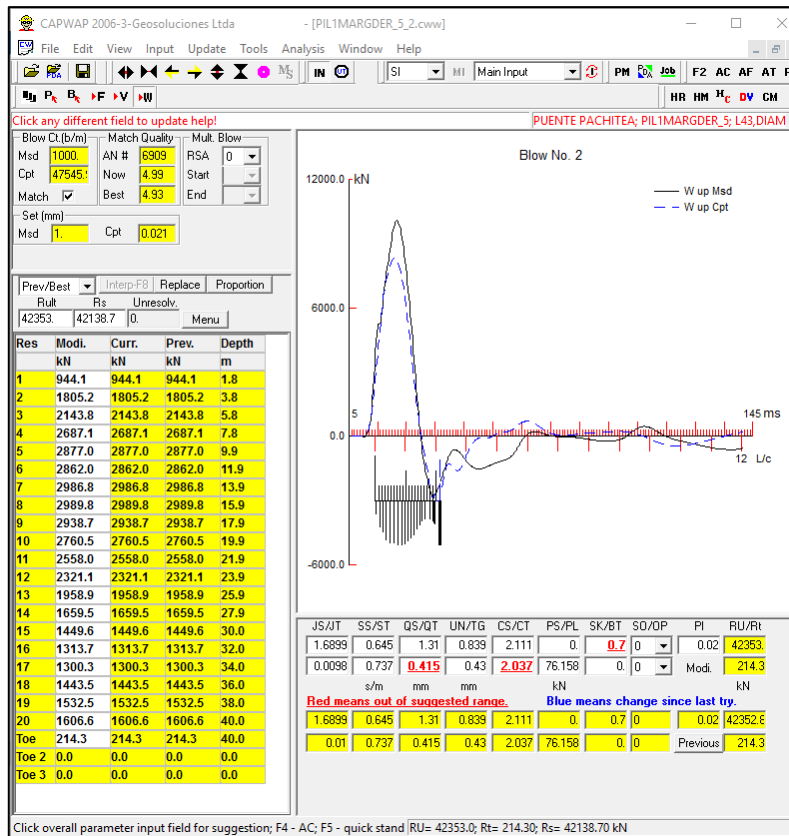 CAPWAP 2006-3-Geosoluciones Ltda - [PIL1MARGDER_5_2.cww]
File Edit View Input Update Tools Analysis Window Help
IN UT SI MI Main Input PM PDA Job F2 AC AF AT
P B F V W HR HM HC DV CM
Click any different field to update help! PUENTE PACHITEA; PIL1MARGDER_5; L43,DIAM
Blow Ct.(b/m) Match Quality Mult. Blow
Msd 1000. AN # 6909 RSA 0
Cpt 47545. Now 4.99 Start
Match Best 4.93 End
Set (mm)
Msd 1. Cpt 0.021
Prev/Best Interp-F8 Replace Proportion
Rult Rs Unresolv.
42353. 42138.7 0. Menu
Res Modi. Curr. Prev. Depth
kN kN kN m
1 944.1 944.1 944.1 1.8
2 1805.2 1805.2 1805.2 3.8
3 2143.8 2143.8 2143.8 5.8
4 2687.1 2687.1 2687.1 7.8
5 2877.0 2877.0 2877.0 9.9
6 2862.0 2862.0 2862.0 11.9
7 2986.8 2986.8 2986.8 13.9
8 2989.8 2989.8 2989.8 15.9
9 2938.7 2938.7 2938.7 17.9
10 2760.5 2760.5 2760.5 19.9
11 2558.0 2558.0 2558.0 21.9
12 2321.1 2321.1 2321.1 23.9
13 1958.9 1958.9 1958.9 25.9
14 1659.5 1659.5 1659.5 27.9
15 1449.6 1449.6 1449.6 30.0
16 1313.7 1313.7 1313.7 32.0
17 1300.3 1300.3 1300.3 34.0
18 1443.5 1443.5 1443.5 36.0
19 1532.5 1532.5 1532.5 38.0
20 1606.6 1606.6 1606.6 40.0
Toe 214.3 214.3 214.3 40.0
Toe 2 0.0 0.0 0.0 0.0
Toe 3 0.0 0.0 0.0 0.0
Blow No. 2
12000.0 kN
W up Msd
W up Cpt
6000.0
5 145 ms
0.0
12 L/c
-6000.0
JS/JT SS/ST QS/QT UN/TG CS/CT PS/PL SK/BT SO/OP PI RU/Rt
1.6899 0.645 1.31 0.839 2.111 0. 0.7 0 0.02 42353.
0.0098 0.737 0.415 0.43 2.037 76.158 0. 0 Modi. 214.3
s/m mm mm kN kN
Red means out of suggested range. Blue means change since last try.
1.6899 0.645 1.31 0.839 2.111 0. 0.7 0 0.02 42352.8
0.01 0.737 0.415 0.43 2.037 76.158 0. 0 Previous 214.3
Click overall parameter input field for suggestion; F4 - AC; F5 - quick stand RU= 42353.0; Rt= 214.30; Rs= 42138.70 kN